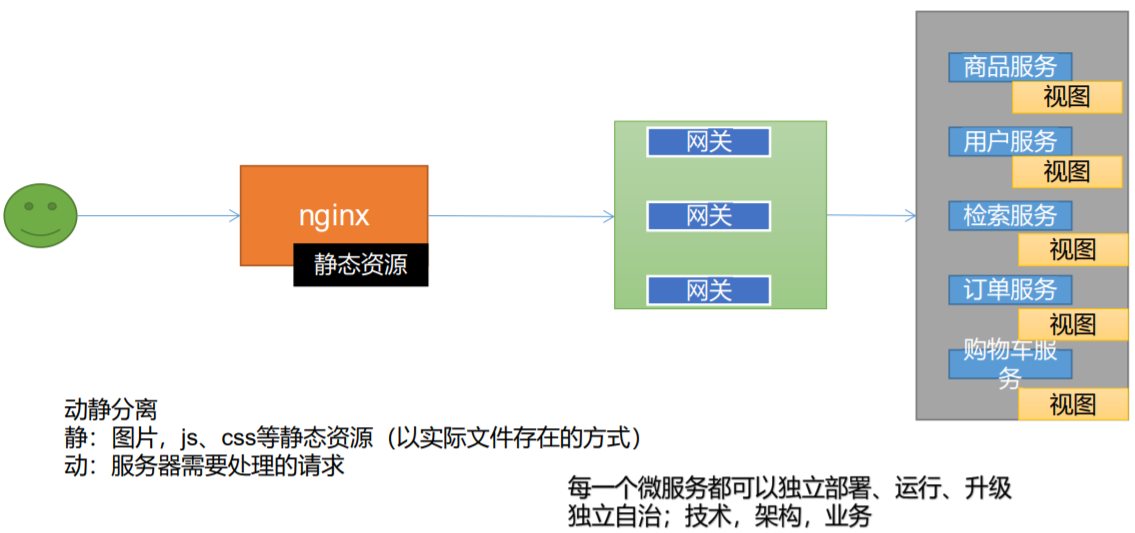 商品服务
视图
用户服务
视图
检索服务
视图
订单服务
视图
购物车服
务
视图
网关
网关
网关
nginx
静态资源
动静分离
静：图片，js、css等静态资源（以实际文件存在的方式）
动：服务器需要处理的请求
每一个微服务都可以独立部署、运行、升级
独立自治；技术，架构，业务